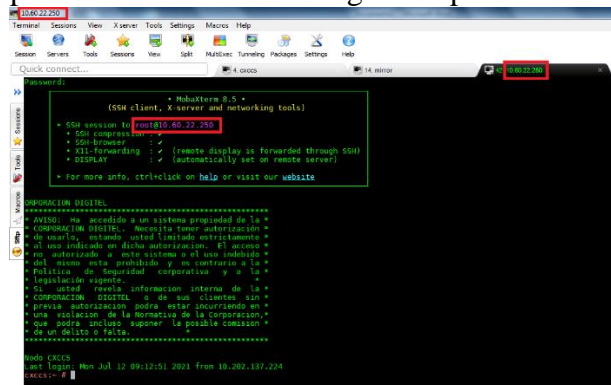 10.60.22.250
Terminal Sessions View X server Tools Settings Macros Help
Session Servers Tools Sessions View Split MultiExec Tunneling Packages Settings Help
Quick connect...
4. cxccs
14. mirror
10.60.22.250
Password:
• MobaXterm 8.5 •
(SSH client, X-server and networking tools)
► SSH session to root@10.60.22.250
• SSH compression : ✔
• SSH-browser : ✔
• X11-forwarding : ✔ (remote display is forwarded through SSH)
• DISPLAY : ✔ (automatically set on remote server)
► For more info, ctrl+click on help or visit our website
Sessions
Tools
Macros
Sftp
CORPORACION DIGITEL
* AVISO: Ha accedido a un sistema propiedad de la *
* CORPORACION DIGITEL. Necesita tener autorización *
* de usarlo, estando usted limitado estrictamente *
* al uso indicado en dicha autorizacion. El acceso *
* no autorizado a este sistema o el uso indebido *
* del mismo esta prohibido y es contrario a la *
* Politica de Seguridad corporativa y a la *
* legislación vigente. *
* Si usted revela informacion interna de la *
* CORPORACION DIGITEL o de sus clientes sin *
* previa autorizacion podra estar incurriendo en *
* una violacion de la Normativa de la Corporacion,*
* que podra incluso suponer la posible comision *
* de un delito o falta. *
Nodo CXCCS
Last login: Mon Jul 12 09:12:51 2021 from 10.202.137.224
cxccs:~ #